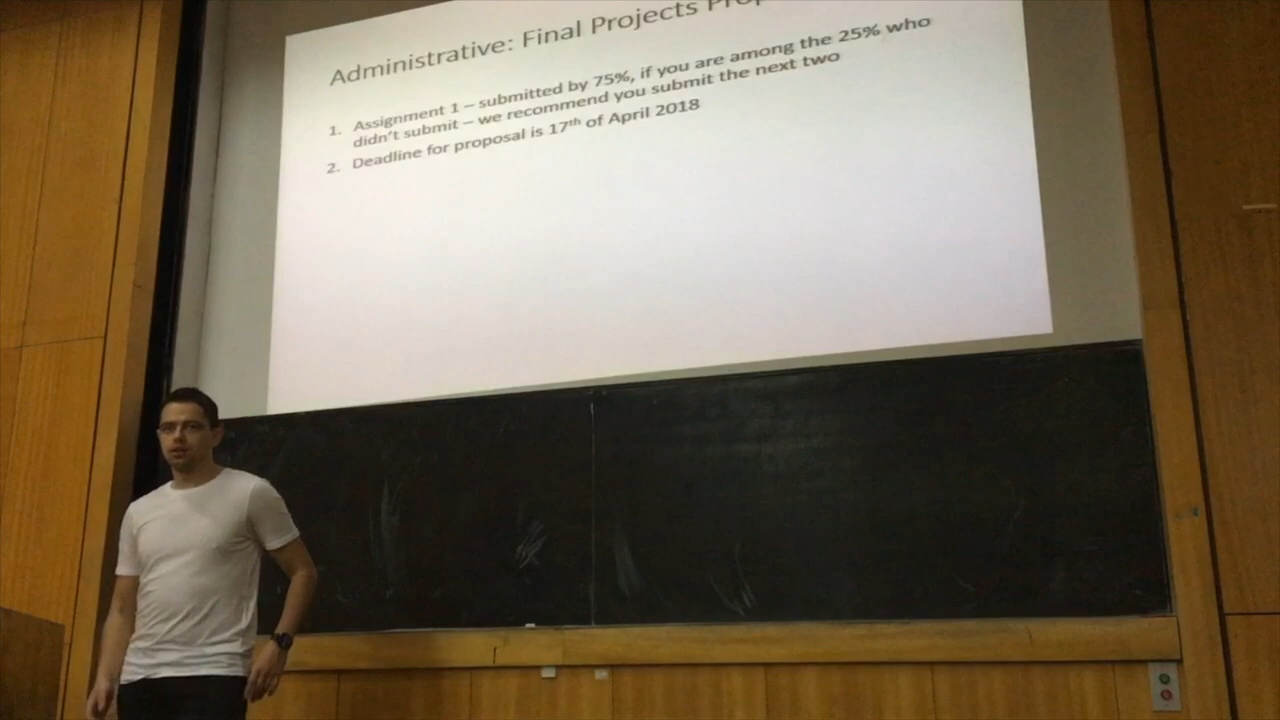 Administrative: Final Projects
1. Assignment 1 – submitted by 75%, if you are among the 25% who
didn't submit – we recommend you submit the next two
2. Deadline for proposal is 17th of April 2018